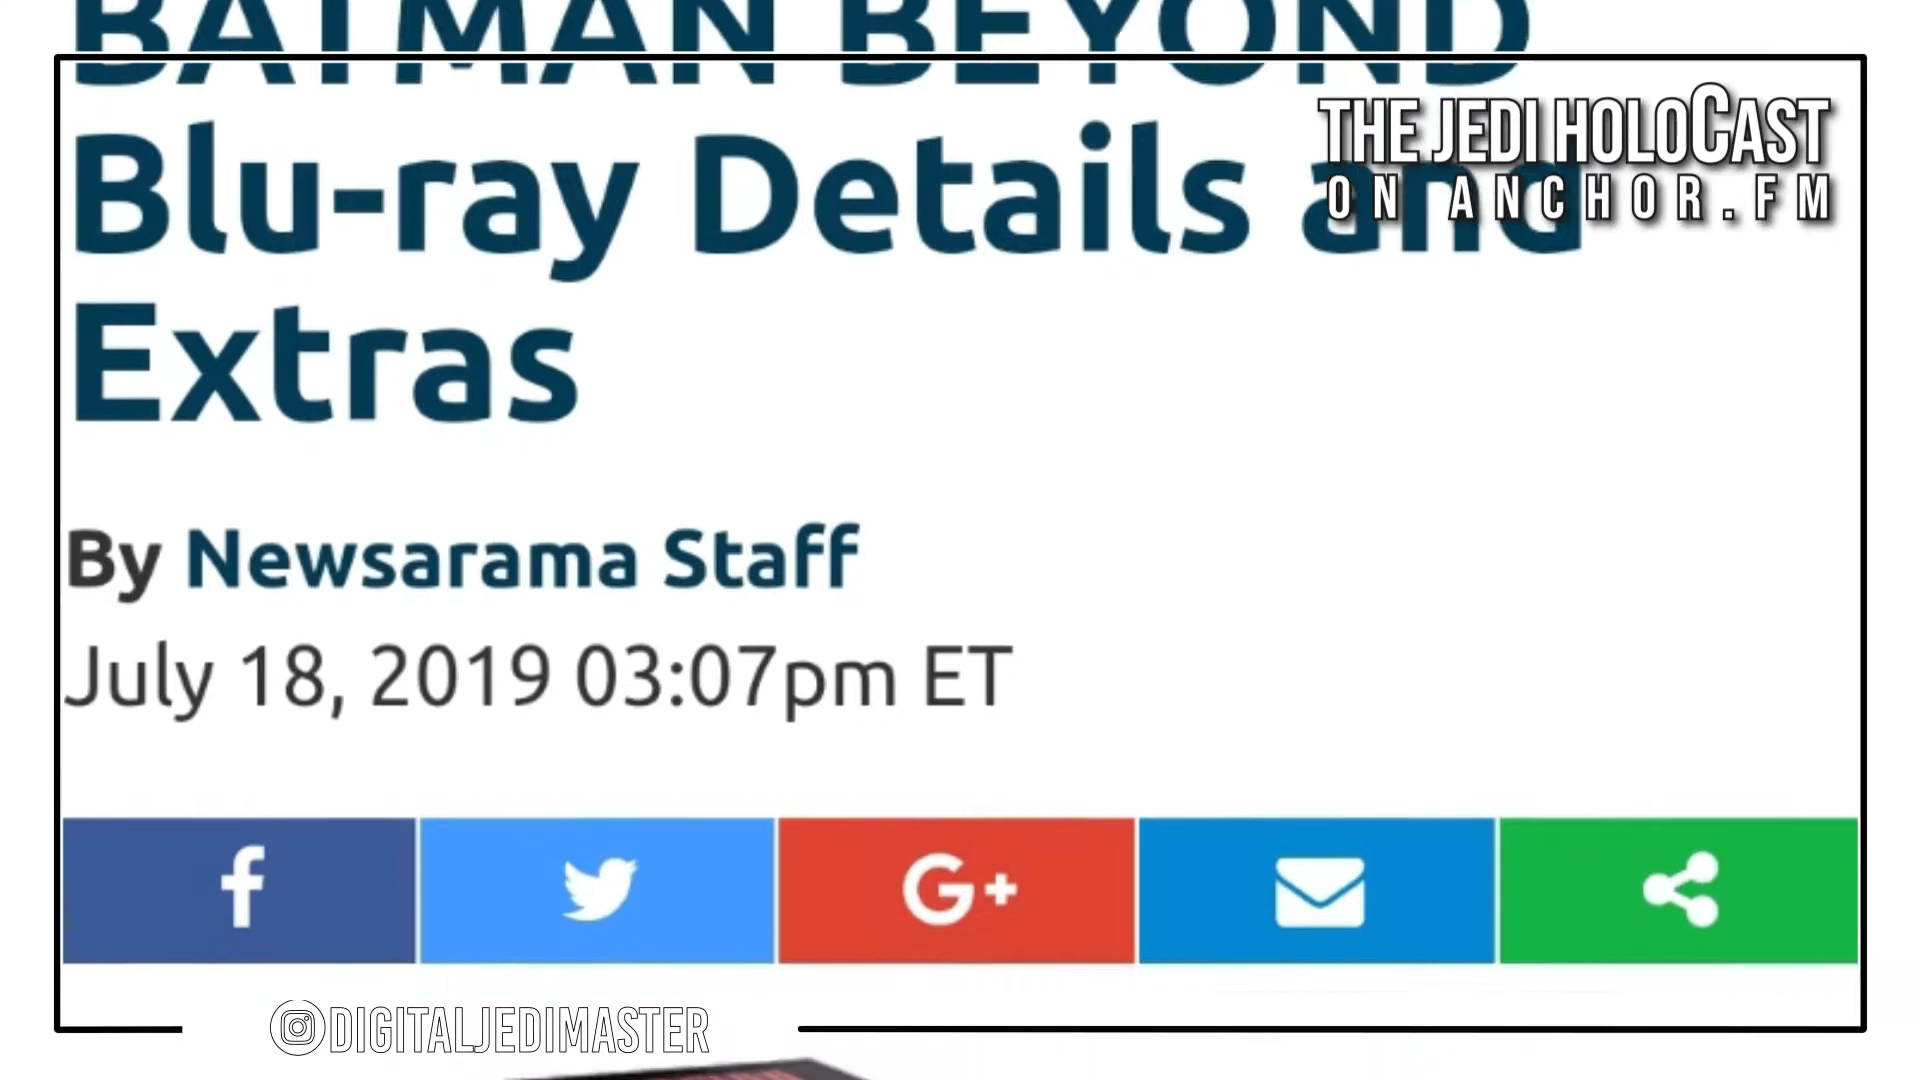 BATMAN BEYOND
Blu-ray Details and
Extras
THE JEDI HOLOCAST
ON ANCHOR.FM
By Newsarama Staff
July 18, 2019 03:07pm ET
f
G+
DIGITALJEDIMASTER